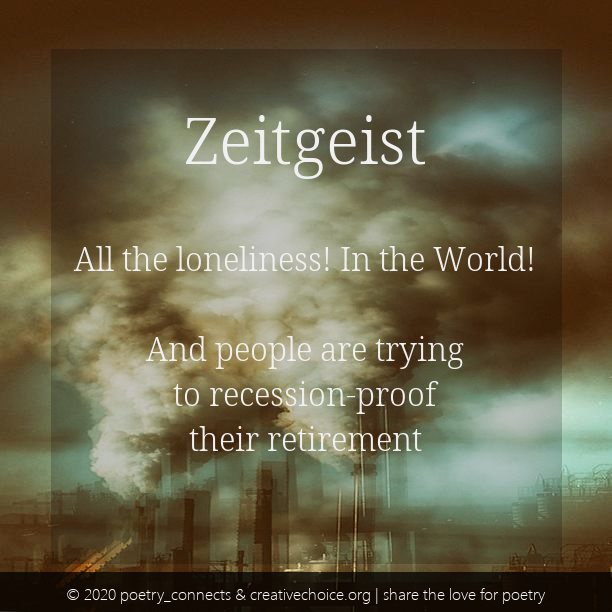 Zeitgeist
All the loneliness! In the World!
And people are trying
to recession-proof
their retirement
© 2020 poetry_connects & creativechoice.org | share the love for poetry